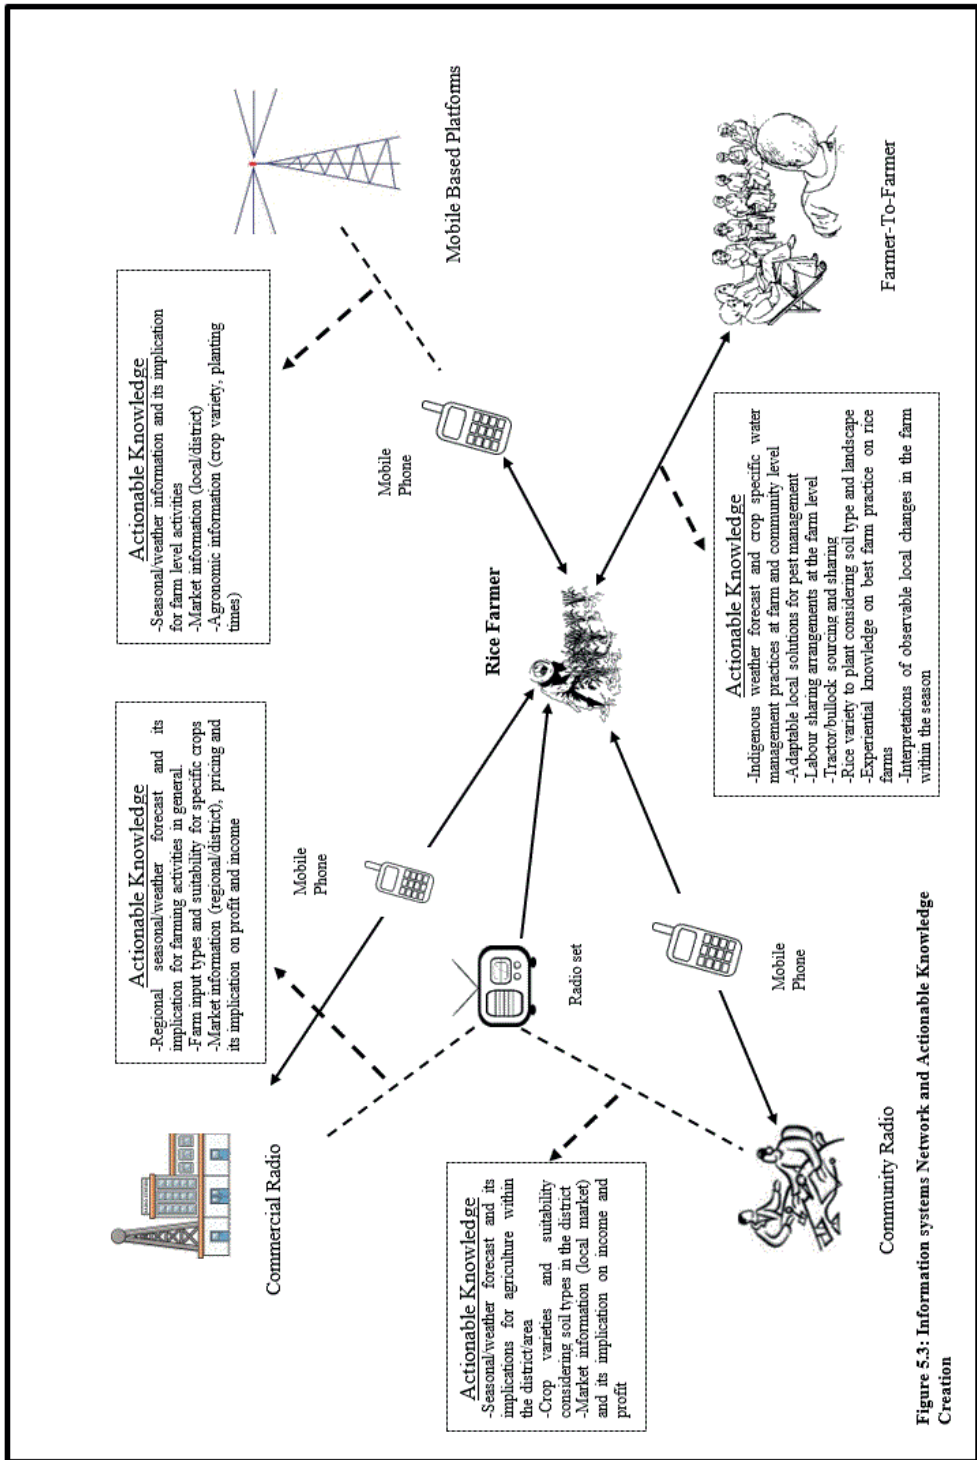 Commercial Radio
Actionable Knowledge
-Regional seasonal/weather forecast and its
implication for farming activities in general.
-Farm input types and suitability for specific crops
-Market information (regional/district), pricing and
its implication on profit and income
Actionable Knowledge
-Seasonal/weather information and its implication
for farm level activities
-Market information (local/district)
-Agronomic information (crop variety, planting
times)
Mobile Based Platforms
Mobile
Phone
Mobile
Phone
Rice Farmer
Radio set
Actionable Knowledge
-Seasonal/weather forecast and its
implications for agriculture within
the district/area
-Crop varieties and suitability
considering soil types in the district
-Market information (local market)
and its implication on income and
profit
Mobile
Phone
Community Radio
Actionable Knowledge
-Indigenous weather forecast and crop specific water
management practices at farm and community level
-Adaptable local solutions for pest management
-Labour sharing arrangements at the farm level
-Tractor/bullock sourcing and sharing
-Rice variety to plant considering soil type and landscape
-Experiential knowledge on best farm practice on rice
farms
-Interpretations of observable local changes in the farm
within the season
Farmer-To-Farmer
Figure 5.3: Information systems Network and Actionable Knowledge
Creation